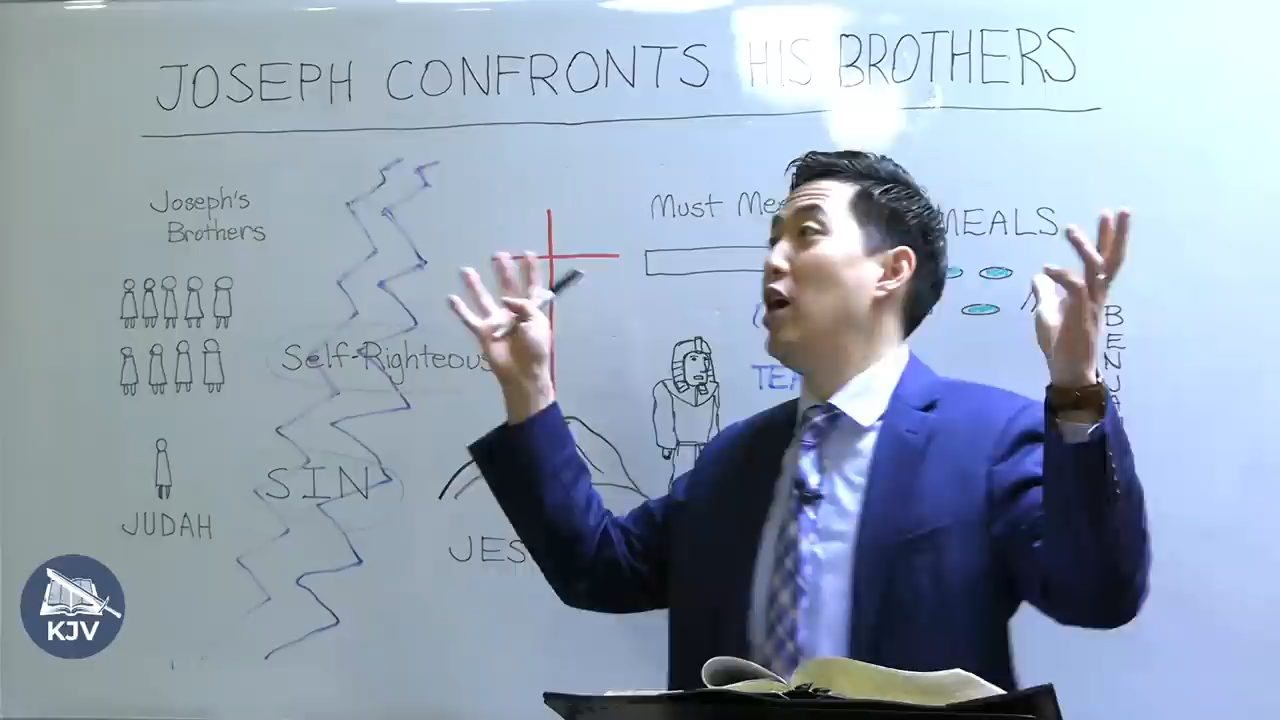 JOSEPH CONFRONTS HIS BROTHERS
Joseph's
Brothers
Must
MEALS
Self-Righteous
SIN
JUDAH
KJV